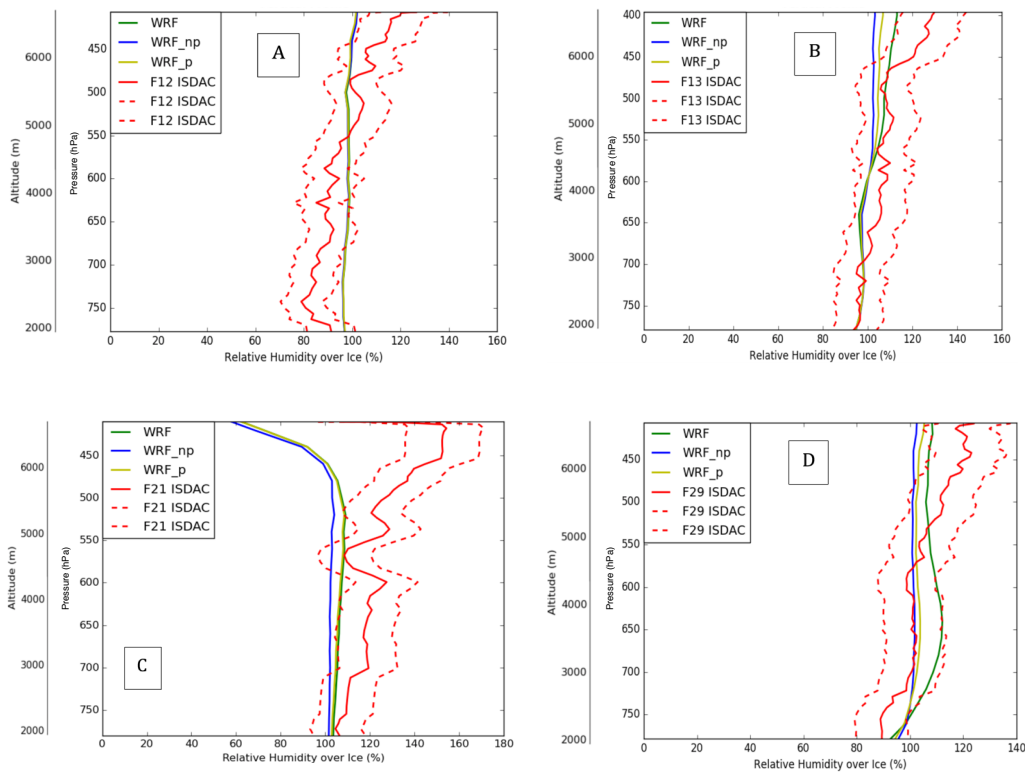 WRF
WRF_np
WRF_p
F12 ISDAC
F12 ISDAC
F12 ISDAC
A
Altitude (m)
6000
5000
4000
3000
2000
Pressure (hPa)
450
500
550
600
650
700
750
0 20 40 60 80 100 120 140 160
Relative Humidity over Ice (%)
WRF
WRF_np
WRF_p
F13 ISDAC
F13 ISDAC
F13 ISDAC
B
Altitude (m)
6000
5000
4000
3000
2000
Pressure (hPa)
400
450
500
550
600
650
700
750
0 20 40 60 80 100 120 140 160
Relative Humidity over Ice (%)
WRF
WRF_np
WRF_p
F21 ISDAC
F21 ISDAC
F21 ISDAC
C
Altitude (m)
6000
5000
4000
3000
2000
Pressure (hPa)
450
500
550
600
650
700
750
0 20 40 60 80 100 120 140 160 180
Relative Humidity over Ice (%)
WRF
WRF_np
WRF_p
F29 ISDAC
F29 ISDAC
F29 ISDAC
D
Altitude (m)
6000
5000
4000
3000
2000
Pressure (hPa)
450
500
550
600
650
700
750
0 20 40 60 80 100 120 140
Relative Humidity over Ice (%)